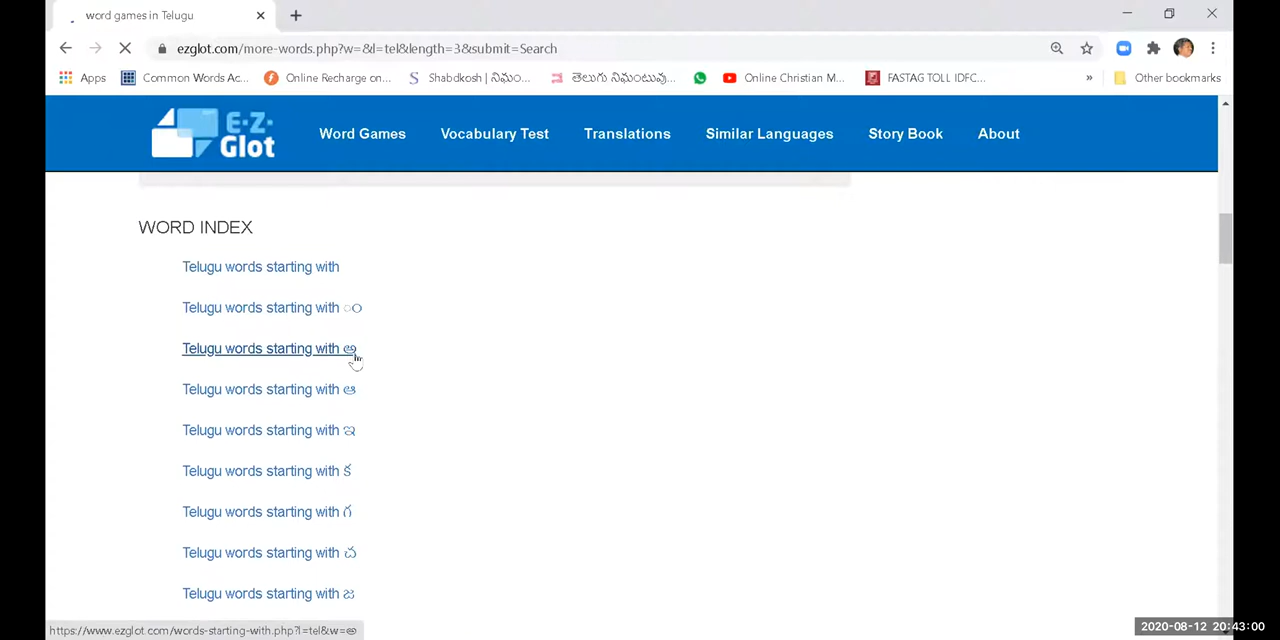 word games in Telugu
ezglot.com/more-words.php?w=&l=tel&length=3&submit=Search
Apps Common Words Ac... Online Recharge on... Shabdkosh | నిఘం... తెలుగు నిఘంటువు... Online Christian M... FASTAG TOLL IDFC... » Other bookmarks
E-Z-Glot
Word Games Vocabulary Test Translations Similar Languages Story Book About
WORD INDEX
Telugu words starting with
Telugu words starting with ం
Telugu words starting with అ
Telugu words starting with ఆ
Telugu words starting with ఇ
Telugu words starting with క
Telugu words starting with గ
Telugu words starting with చ
Telugu words starting with జ
https://www.ezglot.com/words-starting-with.php?l=tel&w=అ
2020-08-12 20:43:00